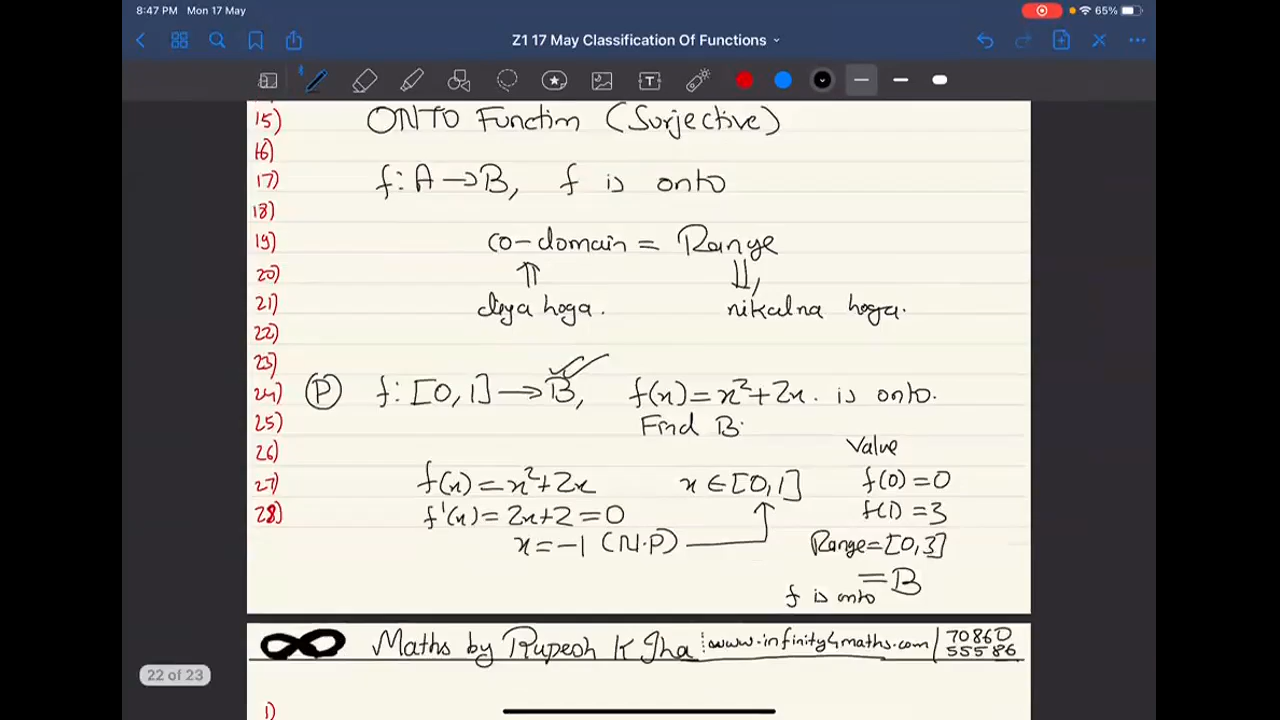 8:47 PM Mon 17 May
65%
Z1 17 May Classification Of Functions
15) ONTO Function (Surjective)
16)
17) f: A → B, f is onto
18)
19) co-domain = Range
20) ⇑ ⇓
21) diya hoga. nikalna hoga.
22)
23)
24) (P) f: [0, 1] → B, f(x) = x²+2x. is onto.
25) Find B.
26) Value
27) f(x) = x²+2x x ∈ [0, 1] f(0) = 0
28) f'(x) = 2x+2 = 0 f(1) = 3
x = -1 (N.P) Range = [0, 3]
= B
f is onto
∞ Maths by Rupesh K Jha www.infinity4maths.com / 70860 55586
22 of 23
1)